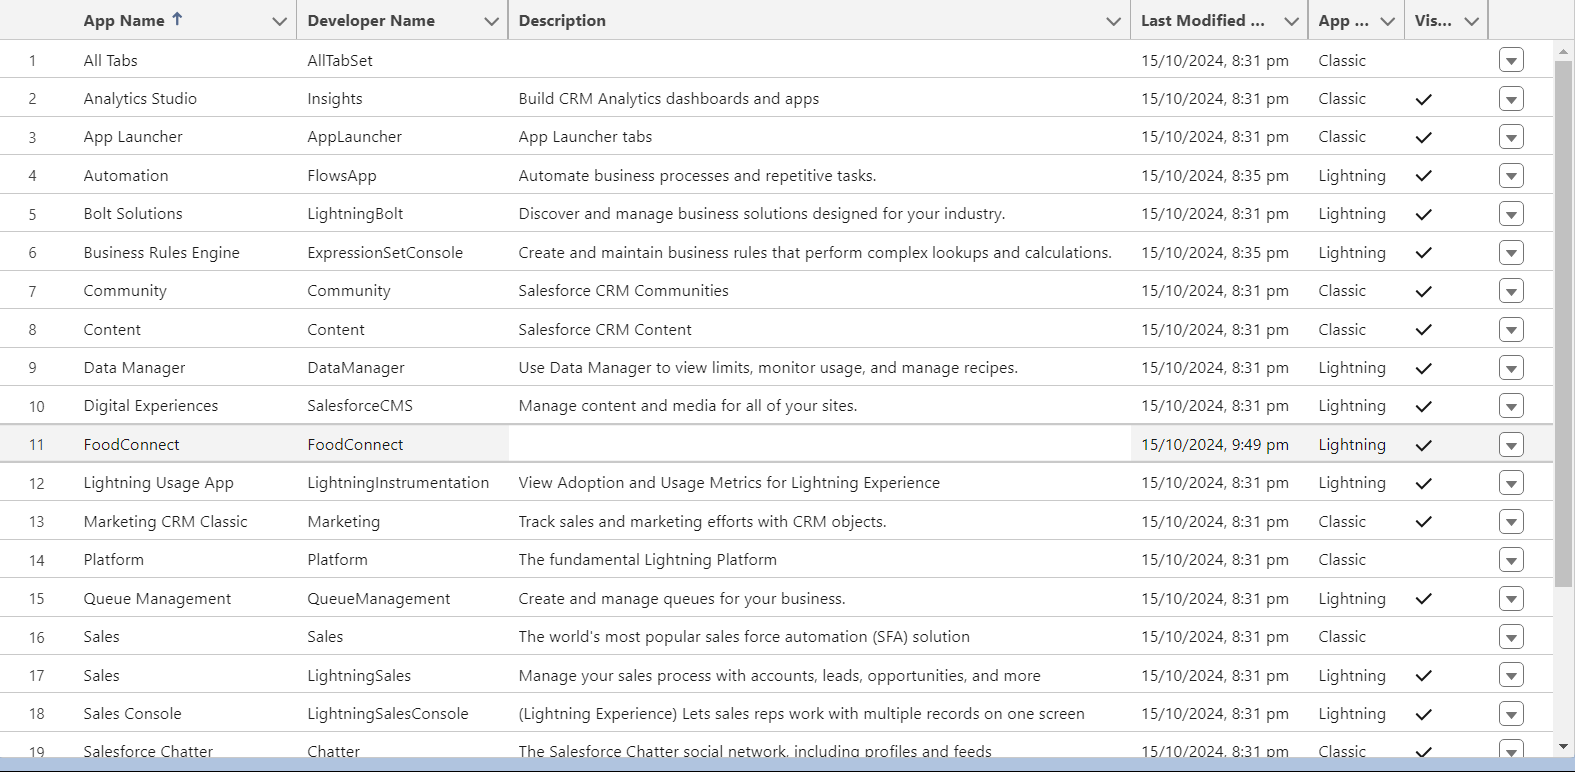 App Name Developer Name Description Last Modified ... App ... Vis...
1 All Tabs AllTabSet 15/10/2024, 8:31 pm Classic
2 Analytics Studio Insights Build CRM Analytics dashboards and apps 15/10/2024, 8:31 pm Classic
3 App Launcher AppLauncher App Launcher tabs 15/10/2024, 8:31 pm Classic
4 Automation FlowsApp Automate business processes and repetitive tasks. 15/10/2024, 8:35 pm Lightning
5 Bolt Solutions LightningBolt Discover and manage business solutions designed for your industry. 15/10/2024, 8:31 pm Lightning
6 Business Rules Engine ExpressionSetConsole Create and maintain business rules that perform complex lookups and calculations. 15/10/2024, 8:35 pm Lightning
7 Community Community Salesforce CRM Communities 15/10/2024, 8:31 pm Classic
8 Content Content Salesforce CRM Content 15/10/2024, 8:31 pm Classic
9 Data Manager DataManager Use Data Manager to view limits, monitor usage, and manage recipes. 15/10/2024, 8:31 pm Lightning
10 Digital Experiences SalesforceCMS Manage content and media for all of your sites. 15/10/2024, 8:31 pm Lightning
11 FoodConnect FoodConnect 15/10/2024, 9:49 pm Lightning
12 Lightning Usage App LightningInstrumentation View Adoption and Usage Metrics for Lightning Experience 15/10/2024, 8:31 pm Lightning
13 Marketing CRM Classic Marketing Track sales and marketing efforts with CRM objects. 15/10/2024, 8:31 pm Classic
14 Platform Platform The fundamental Lightning Platform 15/10/2024, 8:31 pm Classic
15 Queue Management QueueManagement Create and manage queues for your business. 15/10/2024, 8:31 pm Lightning
16 Sales Sales The world's most popular sales force automation (SFA) solution 15/10/2024, 8:31 pm Classic
17 Sales LightningSales Manage your sales process with accounts, leads, opportunities, and more 15/10/2024, 8:31 pm Lightning
18 Sales Console LightningSalesConsole (Lightning Experience) Lets sales reps work with multiple records on one screen 15/10/2024, 8:31 pm Lightning
19 Salesforce Chatter Chatter The Salesforce Chatter social network, including profiles and feeds 15/10/2024, 8:31 pm Classic